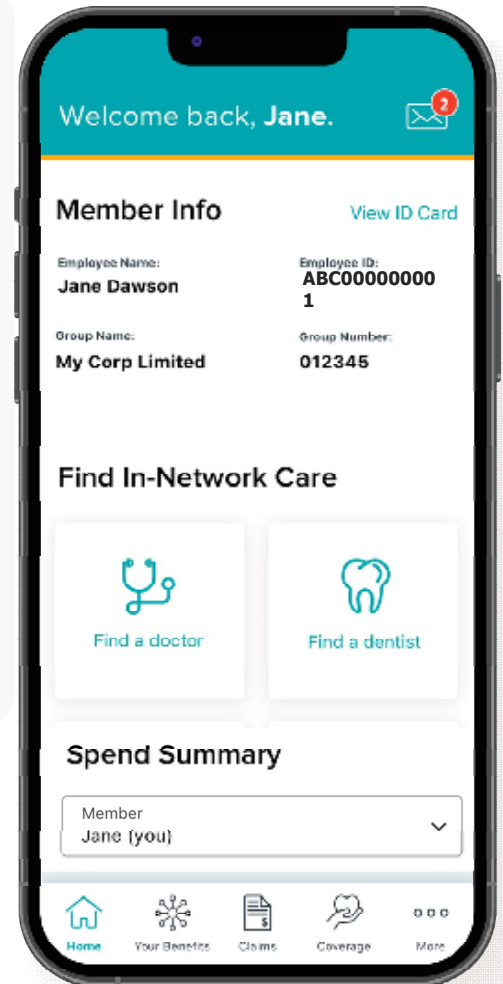 Welcome back, Jane.
2
Member Info
View ID Card
Employee Name:
Employee ID:
Jane Dawson
ABC00000000
1
Group Name:
Group Number:
My Corp Limited
012345
Find In-Network Care
Find a doctor
Find a dentist
Spend Summary
Member
Jane (you)
$
Home
Your Benefits
Claims
Coverage
More